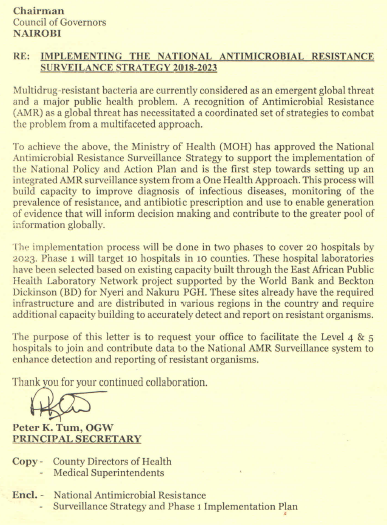 Chairman
Council of Governors
NAIROBI
RE: IMPLEMENTING THE NATIONAL ANTIMICROBIAL RESISTANCE
SURVEILANCE STRATEGY 2018-2023
Multidrug-resistant bacteria are currently considered as an emergent global threat
and a major public health problem. A recognition of Antimicrobial Resistance
(AMR) as a global threat has necessitated a coordinated set of strategies to combat
the problem from a multifaceted approach.
To achieve the above, the Ministry of Health (MOH) has approved the National
Antimicrobial Resistance Surveillance Strategy to support the implementation of
the National Policy and Action Plan and is the first step towards setting up an
integrated AMR surveillance system from a One Health Approach. This process will
build capacity to improve diagnosis of infectious diseases, monitoring of the
prevalence of resistance, and antibiotic prescription and use to enable generation
of evidence that will inform decision making and contribute to the greater pool of
information globally.
The implementation process will be done in two phases to cover 20 hospitals by
2023. Phase 1 will target 10 hospitals in 10 counties. These hospital laboratories
have been selected based on existing capacity built through the East African Public
Health Laboratory Network project supported by the World Bank and Beckton
Dickinson (BD) for Nyeri and Nakuru PGH. These sites already have the required
infrastructure and are distributed in various regions in the country and require
additional capacity building to accurately detect and report on resistant organisms.
The purpose of this letter is to request your office to facilitate the Level 4 & 5
hospitals to join and contribute data to the National AMR Surveillance system to
enhance detection and reporting of resistant organisms.
Thank you for your continued collaboration.
Peter K. Tum, OGW
PRINCIPAL SECRETARY
Copy - County Directors of Health
- Medical Superintendents
Encl. - National Antimicrobial Resistance
- Surveillance Strategy and Phase 1 Implementation Plan